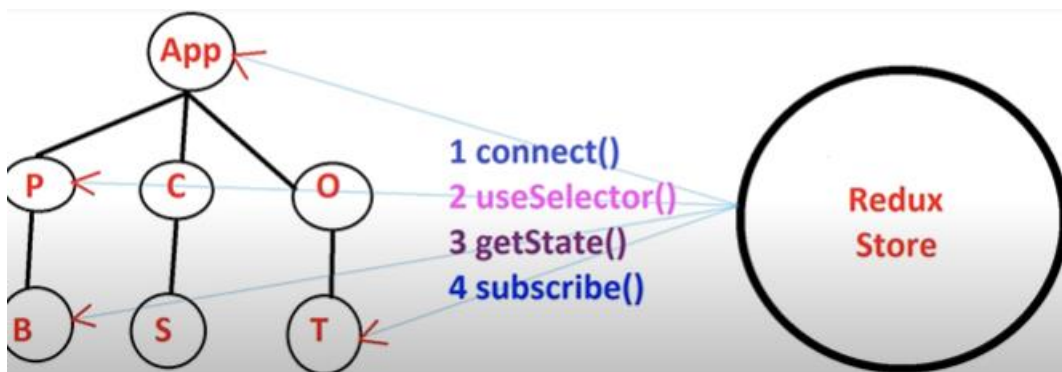 App
P
C
O
B
S
T
1 connect()
2 useSelector()
3 getState()
4 subscribe()
Redux
Store